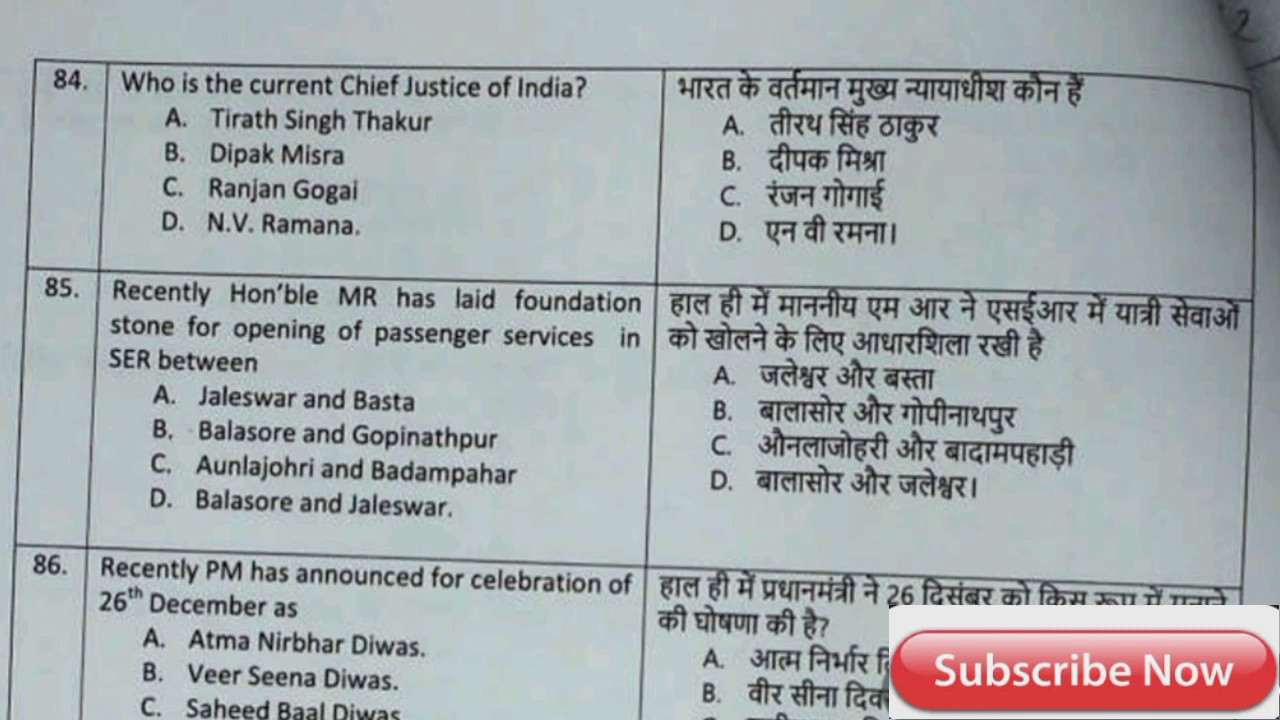 2
84.
Who is the current Chief Justice of India?
A. Tirath Singh Thakur
B. Dipak Misra
C. Ranjan Gogai
D. N.V. Ramana.
भारत के वर्तमान मुख्य न्यायाधीश कौन हैं
A. तीरथ सिंह ठाकुर
B. दीपक मिश्रा
C. रंजन गोगाई
D. एन वी रमना।
85.
Recently Hon'ble MR has laid foundation
stone for opening of passenger services in
SER between
A. Jaleswar and Basta
B. Balasore and Gopinathpur
C. Aunlajohri and Badampahar
D. Balasore and Jaleswar.
हाल ही में माननीय एम आर ने एसईआर में यात्री सेवाओं
को खोलने के लिए आधारशिला रखी है
A. जलेश्वर और बस्ता
B. बालासोर और गोपीनाथपुर
C. औनलाजोहरी और बादामपहाड़ी
D. बालासोर और जलेश्वर।
86.
Recently PM has announced for celebration of
26th December as
A. Atma Nirbhar Diwas.
B. Veer Seena Diwas.
C. Saheed Baal Diwas
हाल ही में प्रधानमंत्री ने 26 दिसंबर को किस रूप में मनाने
की घोषणा की है?
A. आत्म निर्भार
B. वीर सीना
Subscribe Now